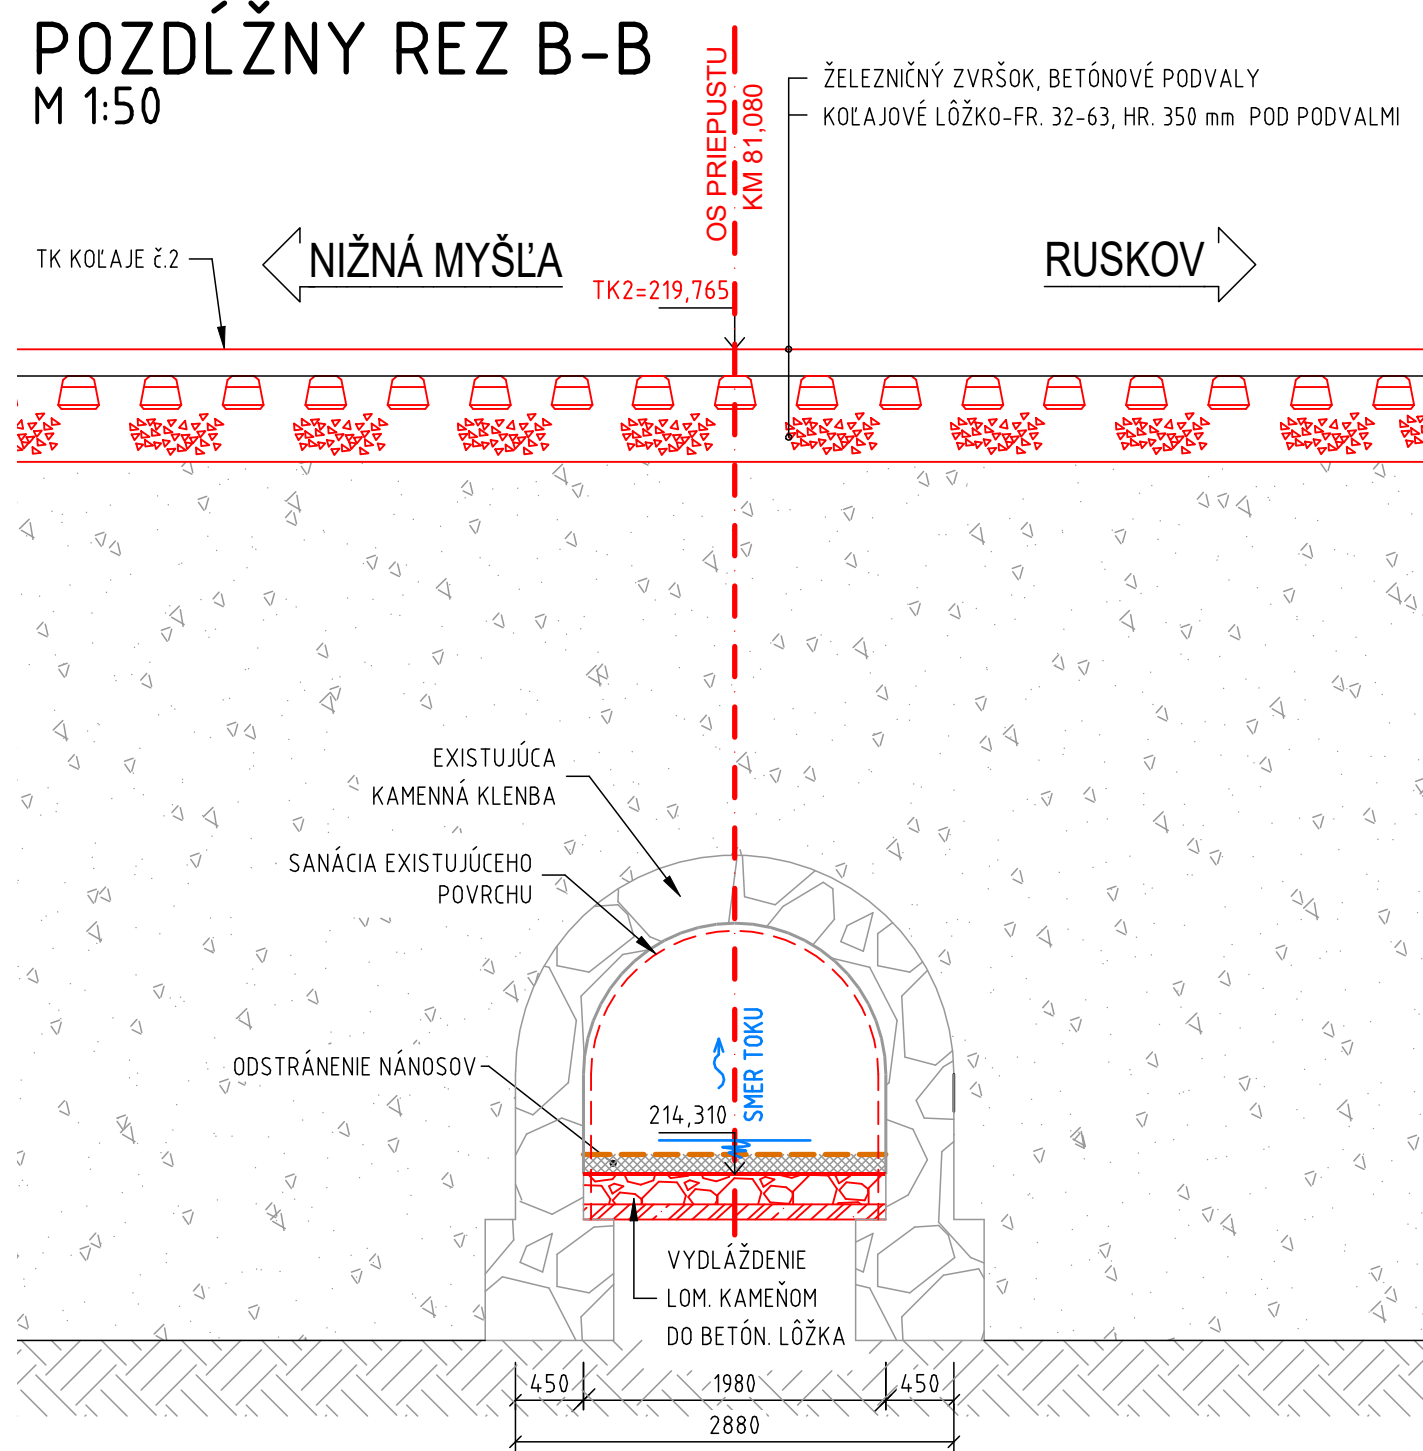 POZDĹŽNY REZ B-B
M 1:50
OS PRIEPUSTU
KM 81,080
ŽELEZNIČNÝ ZVRŠOK, BETÓNOVÉ PODVALY
KOĽAJOVÉ LÔŽKO-FR. 32-63, HR. 350 mm POD PODVALMI
TK KOĽAJE č.2
NIŽNÁ MYŠĽA
RUSKOV
TK2=219,765
EXISTUJÚCA
KAMENNÁ KLENBA
SANÁCIA EXISTUJÚCEHO
POVRCHU
ODSTRÁNENIE NÁNOSOV
SMER TOKU
214,310
VYDLÁŽDENIE
LOM. KAMEŇOM
DO BETÓN. LÔŽKA
450
1980
450
2880